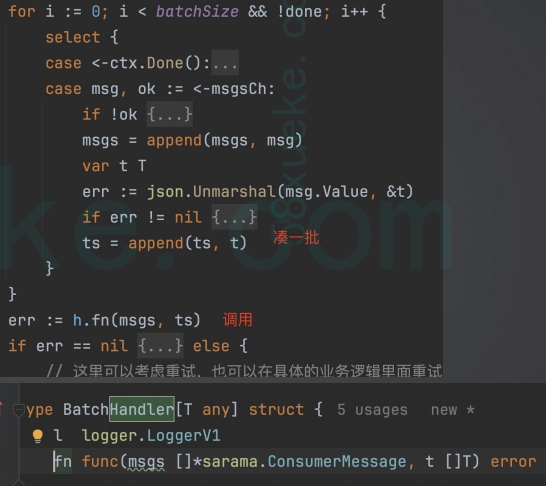 for i := 0; i < batchSize && !done; i++ {
select {
case <-ctx.Done():...
case msg, ok := <-msgsCh:
if !ok {...}
msgs = append(msgs, msg)
var t T
err := json.Unmarshal(msg.Value, &t)
if err != nil {...}
ts = append(ts, t) 凑一批
}
}
err := h.fn(msgs, ts) 调用
if err == nil {...} else {
// 这里可以考虑重试，也可以在具体的业务逻辑里面重试
ype BatchHandler[T any] struct { 5 usages new *
l logger.LoggerV1
fn func(msgs []*sarama.ConsumerMessage, t []T) error